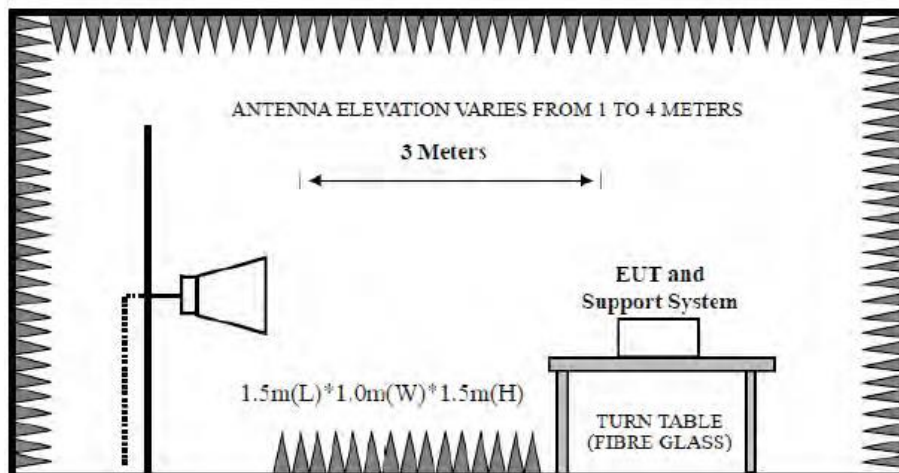 ANTENNA ELEVATION VARIES FROM 1 TO 4 METERS
3 Meters
EUT and
Support System
1.5m(L)*1.0m(W)*1.5m(H)
TURN TABLE
(FIBRE GLASS)